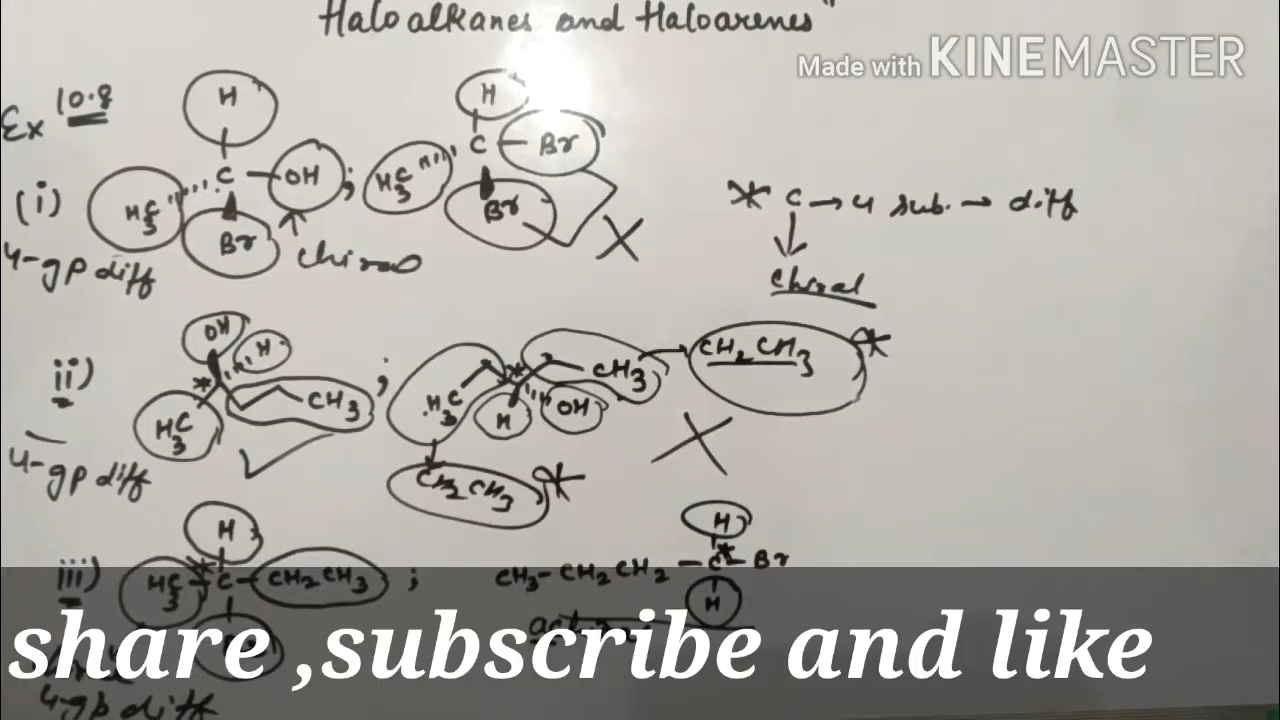 Haloalkanes and Haloarenes"
Made with KINEMASTER
Ex 10.8
(i)
H
C
OH
H3C
Br
;
H
C
Br
H3C
Br
X
4-gp diff
chiral
* C → 4 sub. → diff
chiral
ii)
OH
H
*
H3C
CH3
;
H3C
*
CH3
H
OH
CH2CH3 *
CH2CH3 *
X
4-gp diff
iii)
H
H3C - C - CH2CH3
;
H
CH3-CH2CH2 - C - Br
H
share ,subscribe and like
4-gp diff